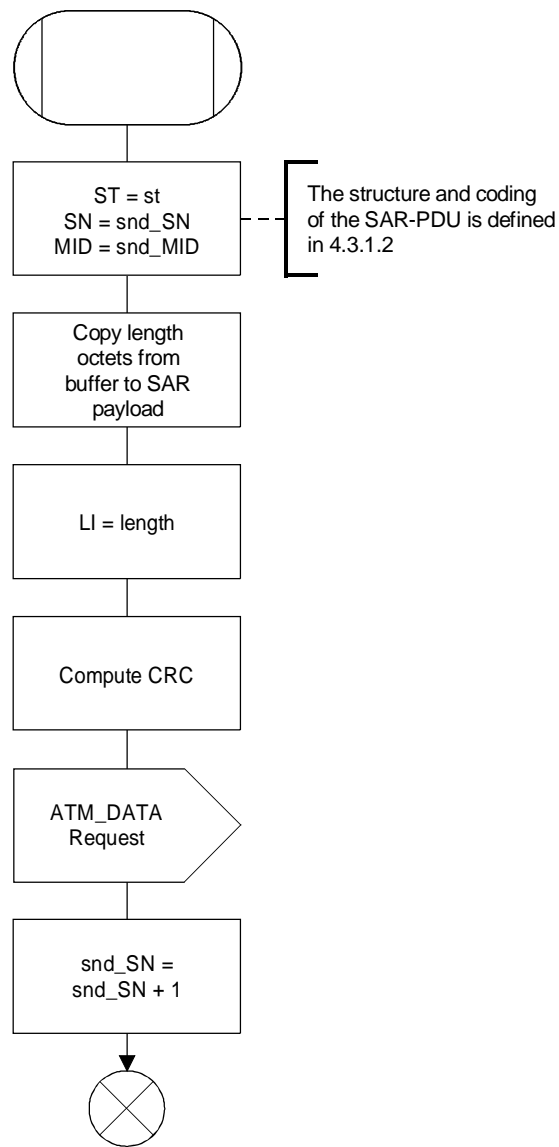 ST = st
SN = snd_SN
MID = snd_MID
The structure and coding
of the SAR-PDU is defined
in 4.3.1.2
Copy length
octets from
buffer to SAR
payload
LI = length
Compute CRC
ATM_DATA
Request
snd_SN =
snd_SN + 1